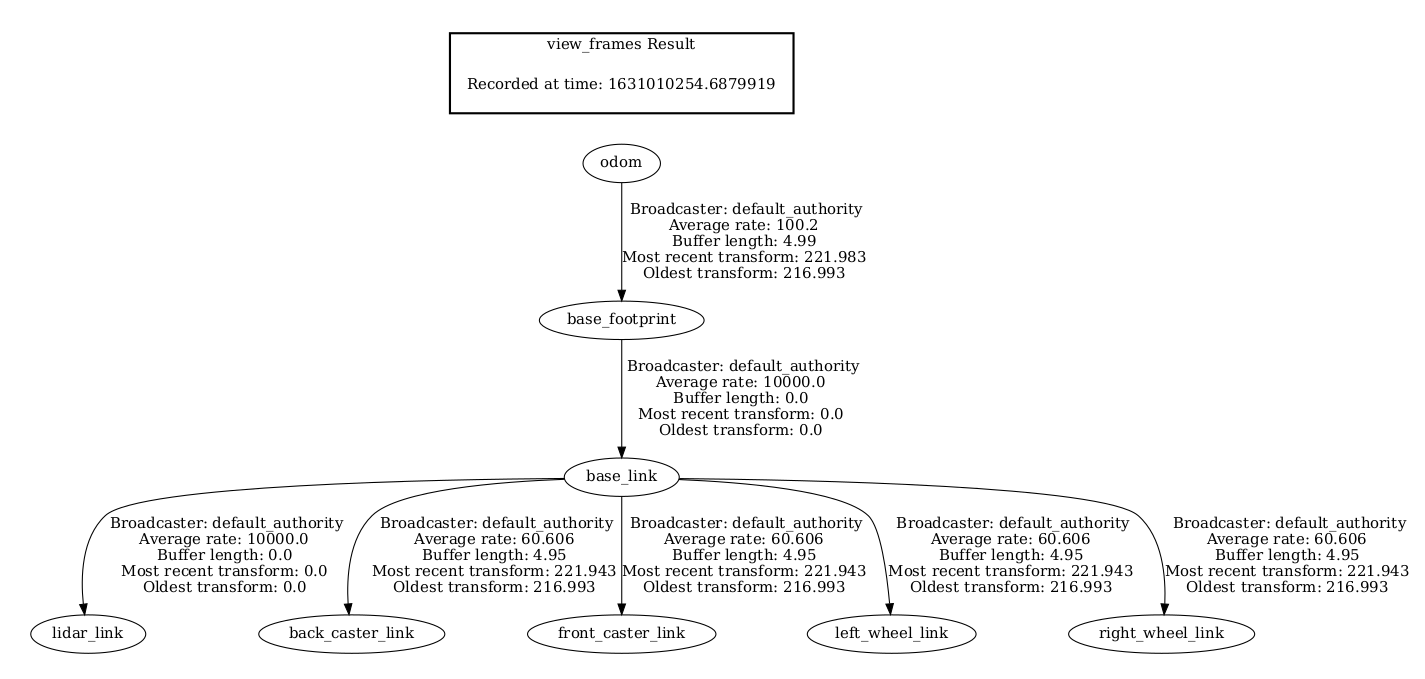 view_frames Result
Recorded at time: 1631010254.6879919
odom
Broadcaster: default_authority
Average rate: 100.2
Buffer length: 4.99
Most recent transform: 221.983
Oldest transform: 216.993
base_footprint
Broadcaster: default_authority
Average rate: 10000.0
Buffer length: 0.0
Most recent transform: 0.0
Oldest transform: 0.0
base_link
Broadcaster: default_authority
Average rate: 10000.0
Buffer length: 0.0
Most recent transform: 0.0
Oldest transform: 0.0
Broadcaster: default_authority
Average rate: 60.606
Buffer length: 4.95
Most recent transform: 221.943
Oldest transform: 216.993
Broadcaster: default_authority
Average rate: 60.606
Buffer length: 4.95
Most recent transform: 221.943
Oldest transform: 216.993
Broadcaster: default_authority
Average rate: 60.606
Buffer length: 4.95
Most recent transform: 221.943
Oldest transform: 216.993
Broadcaster: default_authority
Average rate: 60.606
Buffer length: 4.95
Most recent transform: 221.943
Oldest transform: 216.993
lidar_link
back_caster_link
front_caster_link
left_wheel_link
right_wheel_link